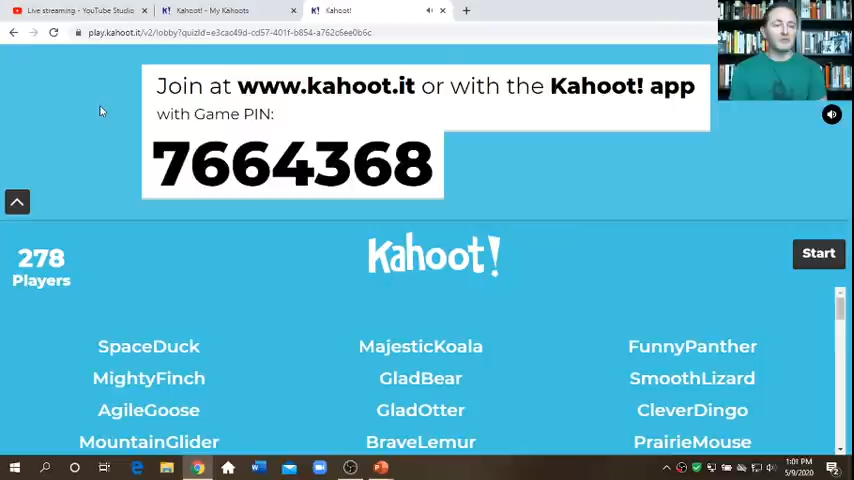 Live streaming - YouTube Studio
Kahoot! - My Kahoots
Kahoot!
play.kahoot.it/v2/lobby?quizId=e3cac49d-cd57-401f-b854-a762c6ee0b6c
Join at www.kahoot.it or with the Kahoot! app
with Game PIN:
7664368
278
Players
Kahoot!
Start
SpaceDuck
MajesticKoala
FunnyPanther
MightyFinch
GladBear
SmoothLizard
AgileGoose
GladOtter
CleverDingo
MountainGlider
BraveLemur
PrairieMouse
1:01 PM
5/9/2020
2